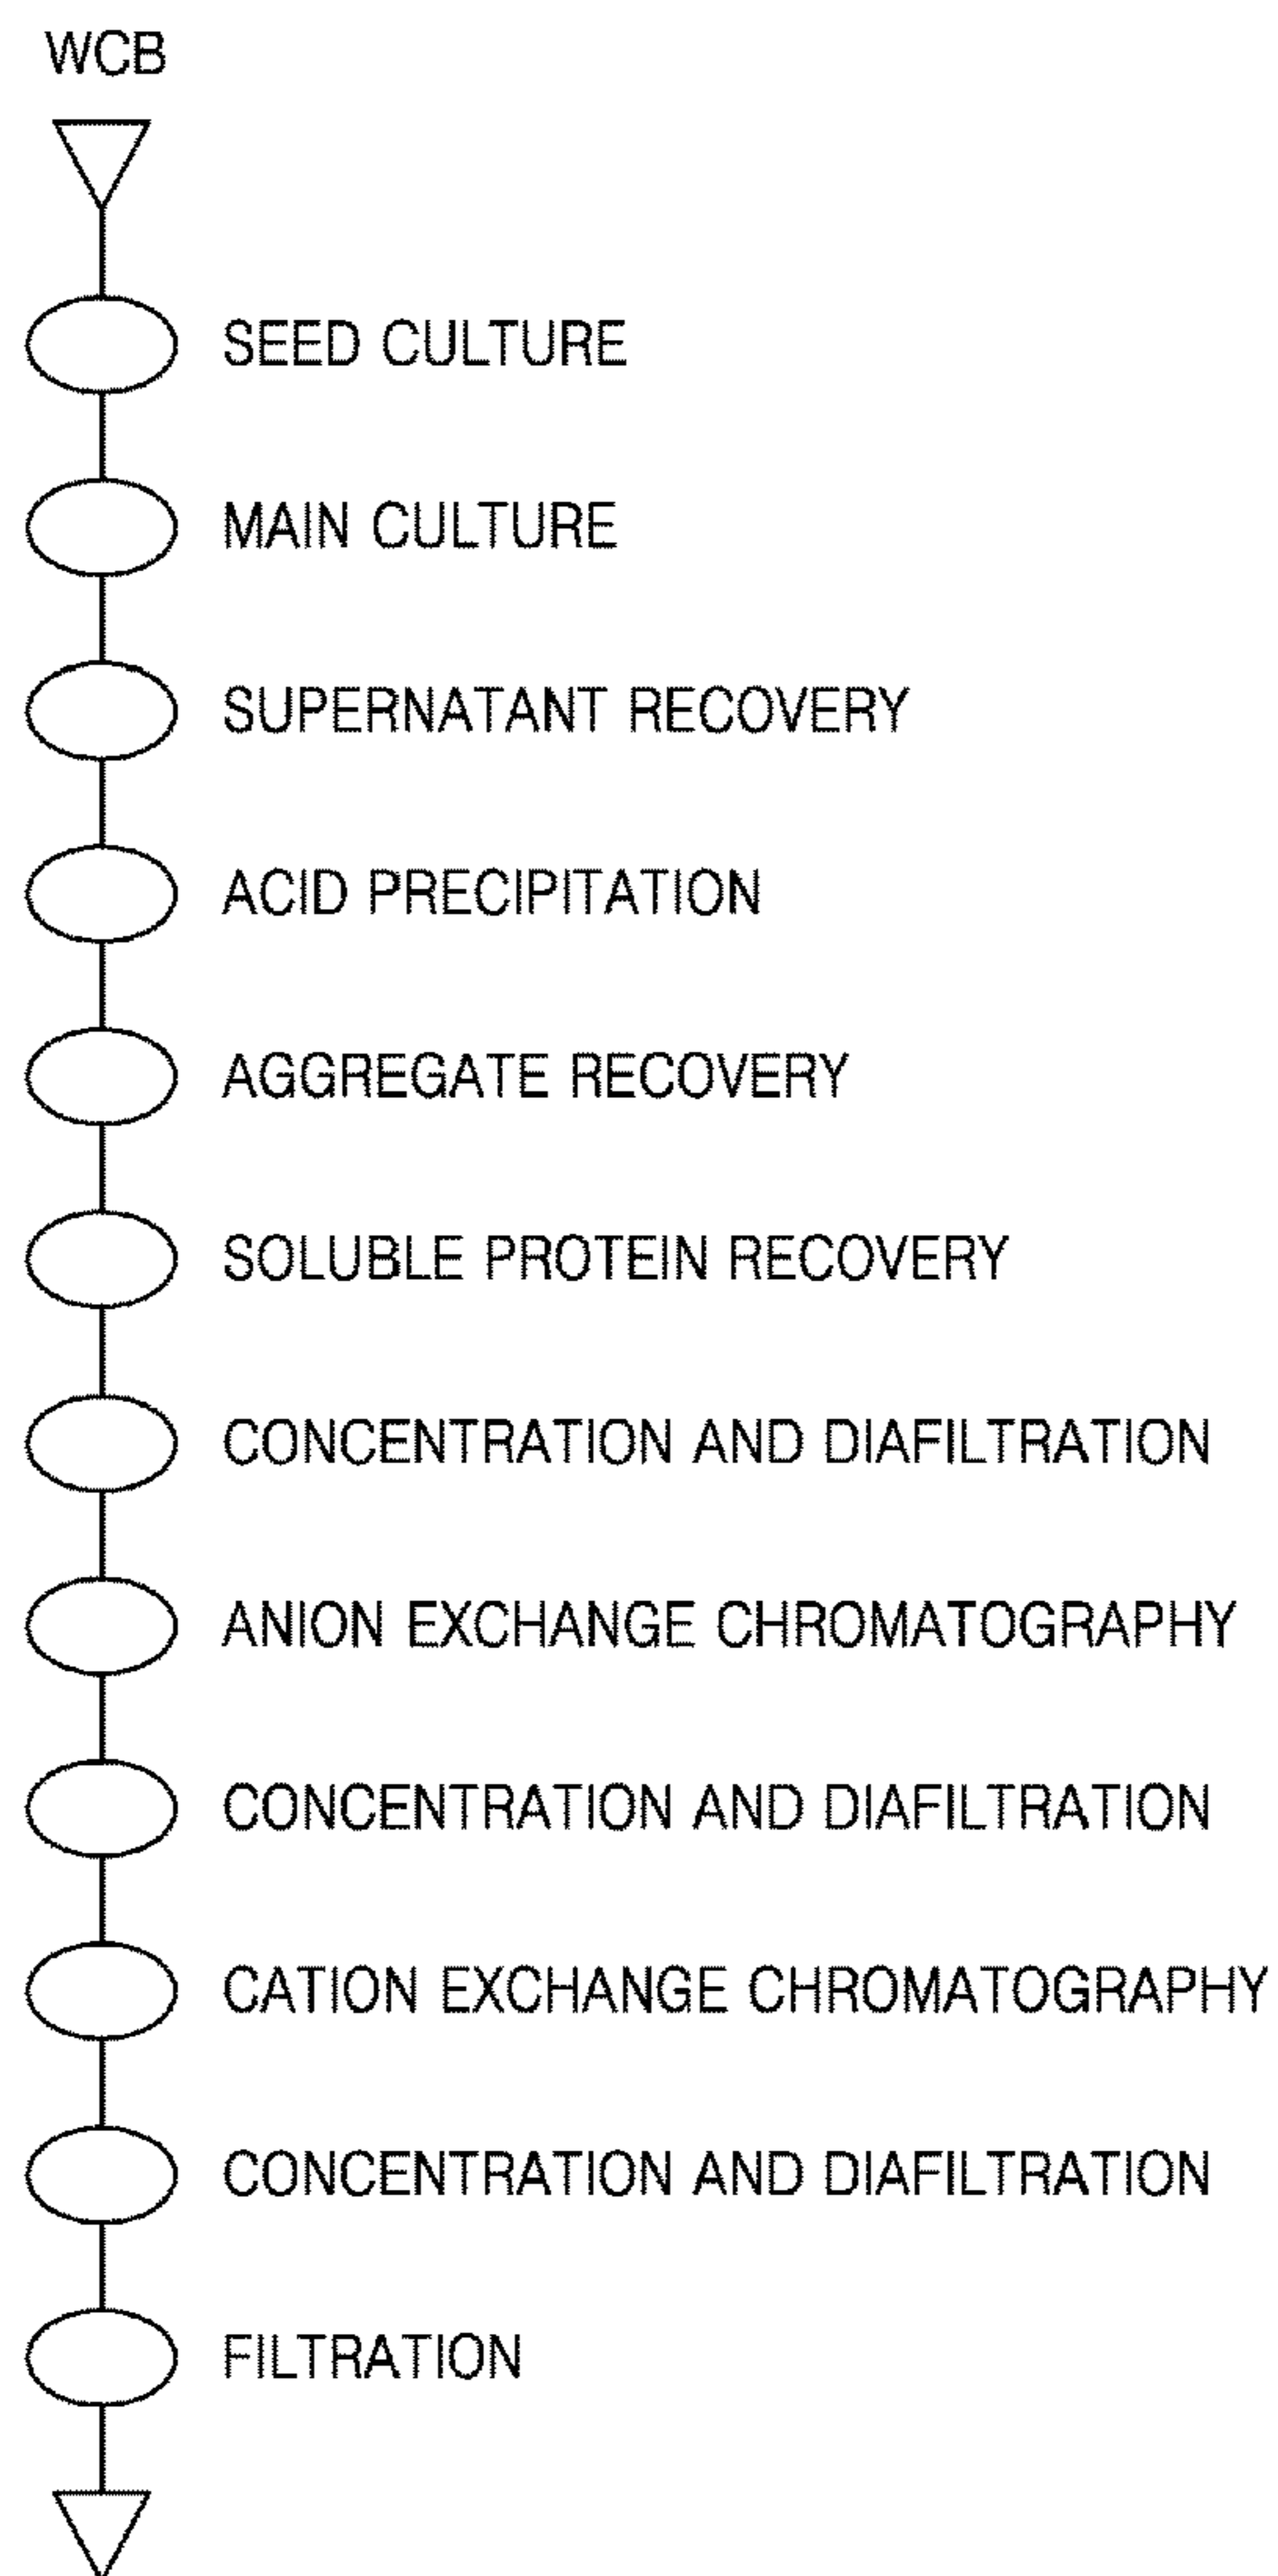 WCB
SEED CULTURE
MAIN CULTURE
SUPERNATANT RECOVERY
ACID PRECIPITATION
AGGREGATE RECOVERY
SOLUBLE PROTEIN RECOVERY
CONCENTRATION AND DIAFILTRATION
ANION EXCHANGE CHROMATOGRAPHY
CONCENTRATION AND DIAFILTRATION
CATION EXCHANGE CHROMATOGRAPHY
CONCENTRATION AND DIAFILTRATION
FILTRATION